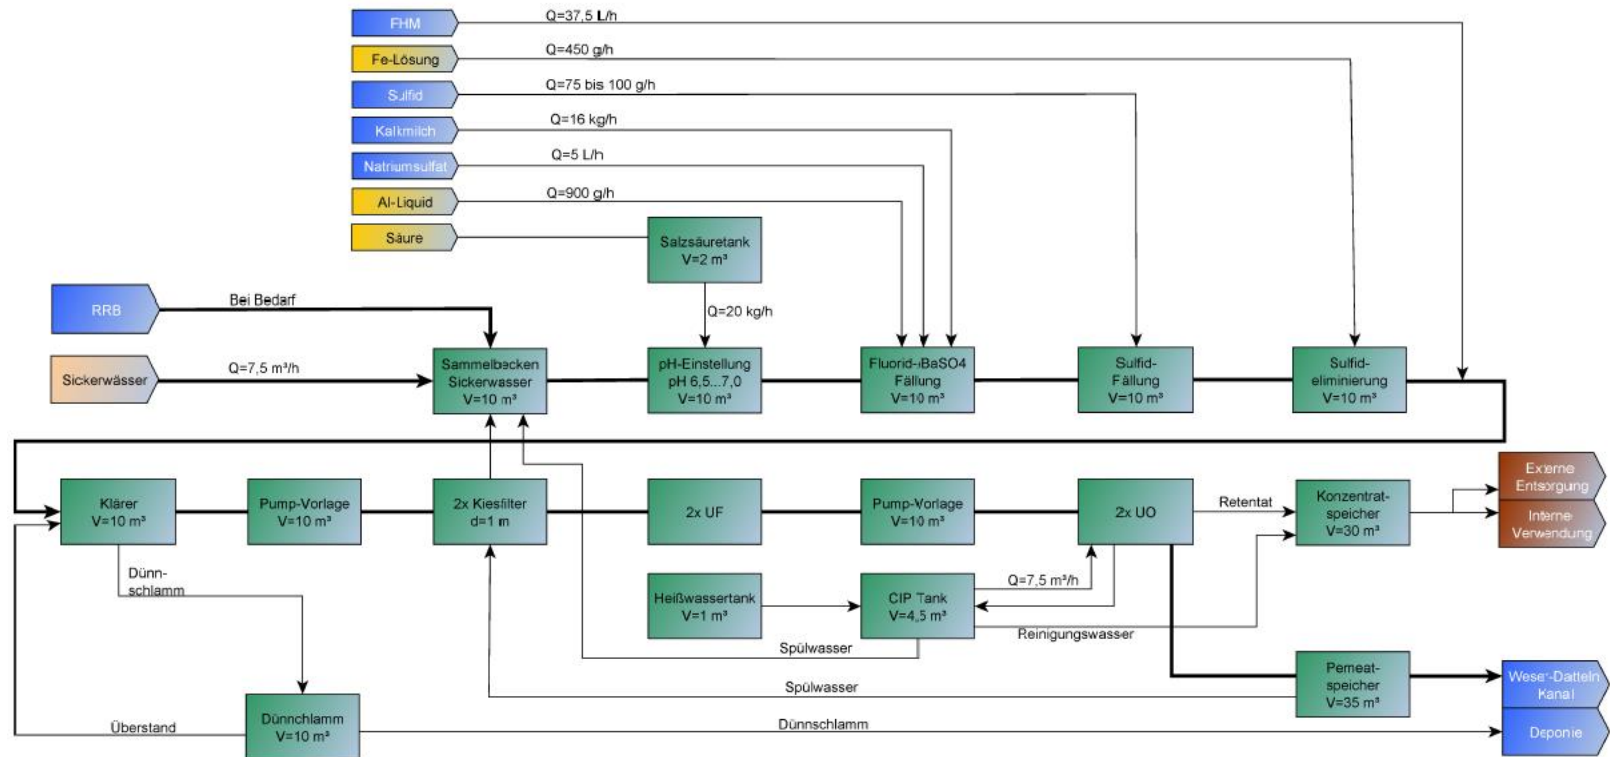 FHM
Q=37,5 L/h
Fe-Lösung
Q=450 g/h
Sulfid
Q=75 bis 100 g/h
Kalkmilch
Q=16 kg/h
Natriumsulfat
Q=5 L/h
Al-Liquid
Q=900 g/h
Säure
Salzsäuretank
V=2 m³
RRB
Bei Bedarf
Q=20 kg/h
Sickerwässer
Q=7,5 m³/h
Sammelbecken
Sickerwasser
V=10 m³
pH-Einstellung
pH 6,5...7,0
V=10 m³
Fluorid-/BaSO4
Fällung
V=10 m³
Sulfid-
Fällung
V=10 m³
Sulfid-
eliminierung
V=10 m³
Klärer
V=10 m³
Pump-Vorlage
V=10 m³
2x Kiesfilter
d=1 m
2x UF
Pump-Vorlage
V=10 m³
2x UO
Retentat
Konzentrat-
speicher
V=30 m³
Externe
Entsorgung
Interne
Verwendung
Dünn-
schlamm
Heißwassertank
V=1 m³
CIP Tank
V=4,5 m³
Q=7,5 m³/h
Reinigungswasser
Spülwasser
Spülwasser
Pemeat-
speicher
V=35 m³
Weser-Datteln
Kanal
Überstand
Dünnchlamm
V=10 m³
Dünnschlamm
Deponie